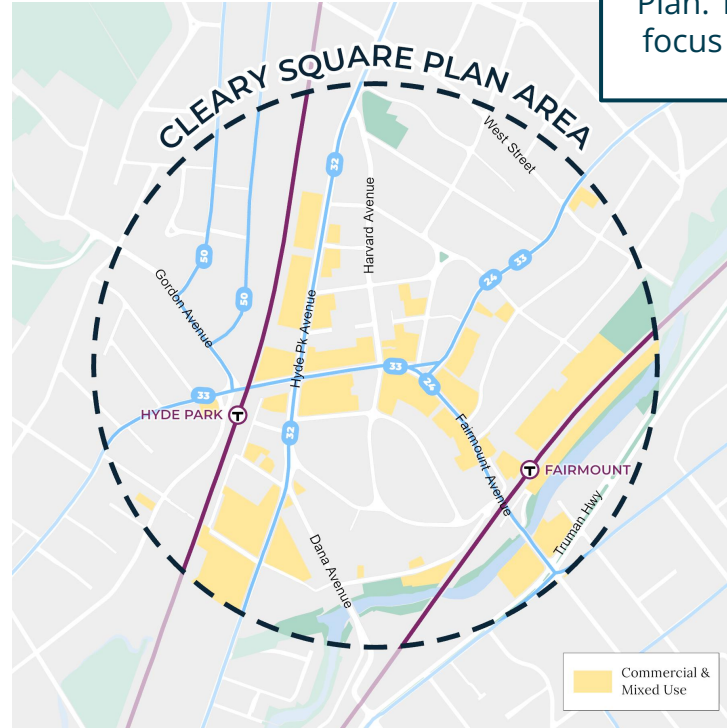 Plan. 
focus
CLEARY SQUARE PLAN AREA
West Street
32
Harvard Avenue
50
33
24
Gordon Avenue
50
Hyde Pk Avenue
33
24
33
HYDE PARK
T
32
Fairmount Avenue
T
FAIRMOUNT
Truman Hwy
Dana Avenue
Commercial &
Mixed Use